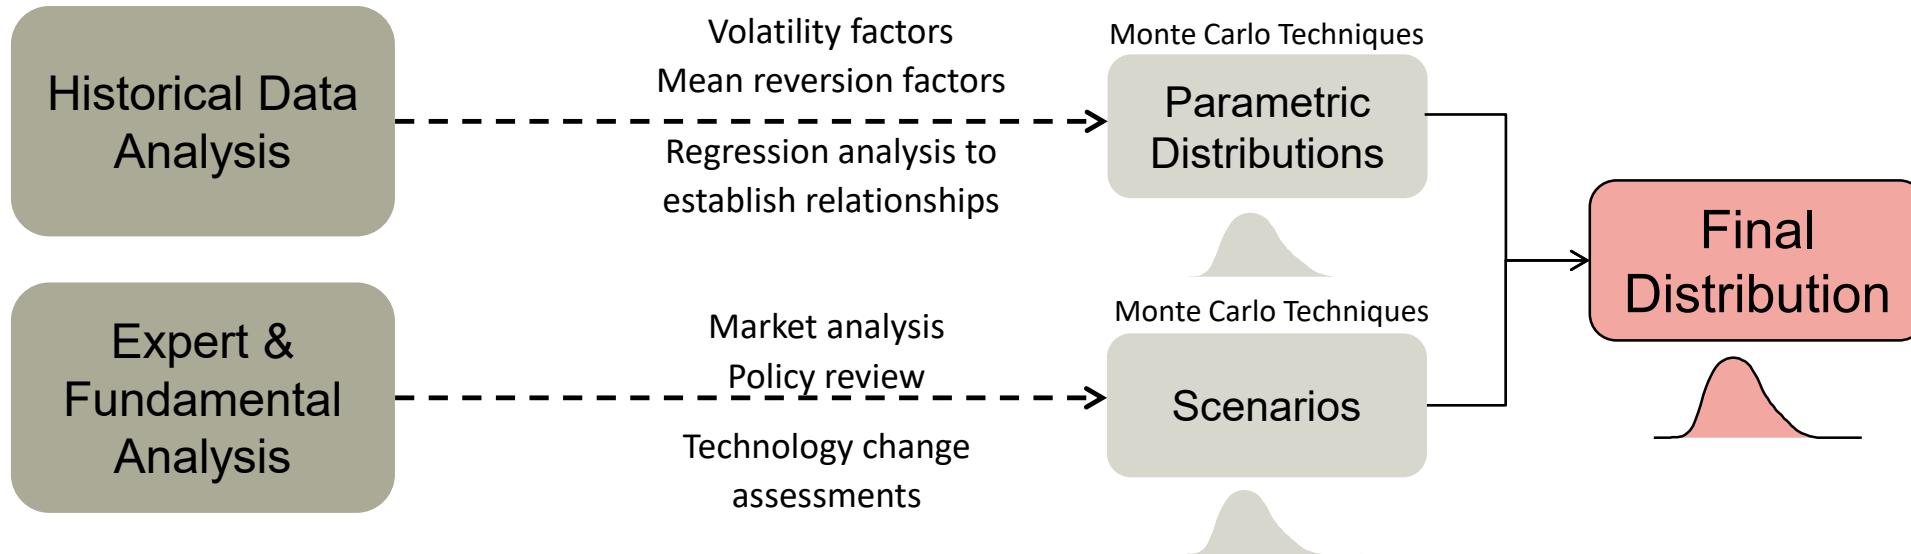 Historical Data
Analysis
Volatility factors
Mean reversion factors
Regression analysis to
establish relationships
Monte Carlo Techniques
Parametric
Distributions
Expert &
Fundamental
Analysis
Market analysis
Policy review
Technology change
assessments
Monte Carlo Techniques
Scenarios
Final
Distribution